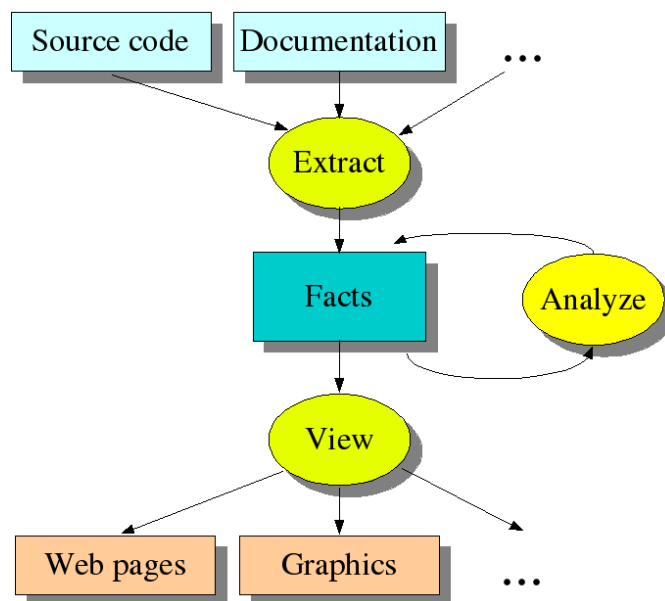 Source code
Documentation
...
Extract
Facts
Analyze
View
Web pages
Graphics
...